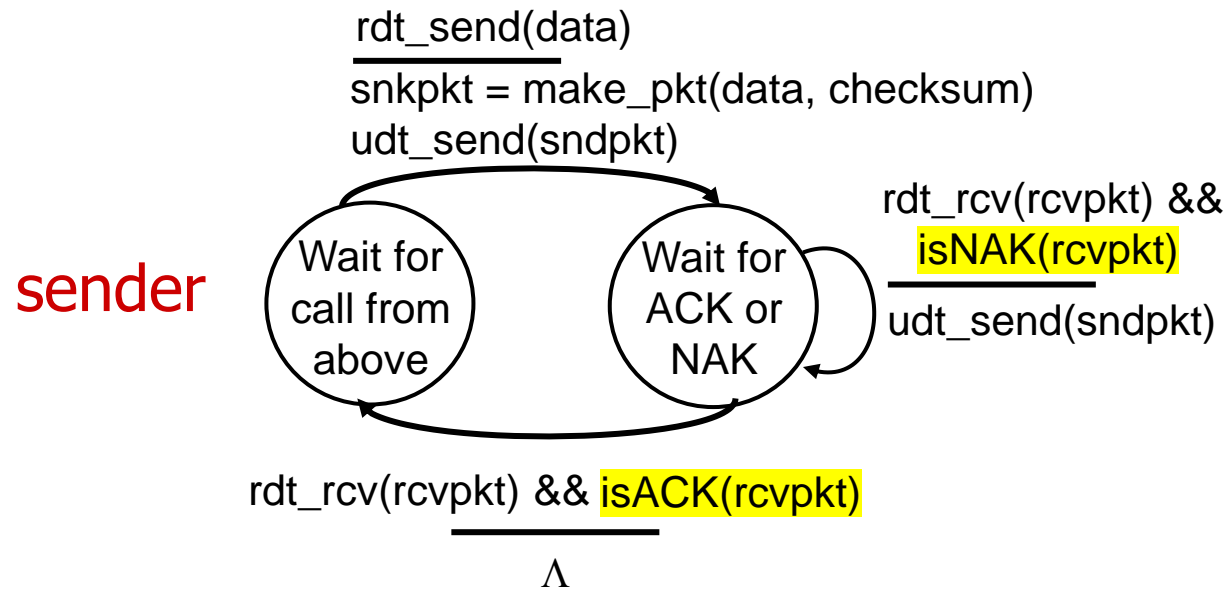 rdt_send(data)
snkpkt = make_pkt(data, checksum)
udt_send(sndpkt)
sender
Wait for
call from
above
Wait for
ACK or
NAK
rdt_rcv(rcvpkt) &&
isNAK(rcvpkt)
udt_send(sndpkt)
rdt_rcv(rcvpkt) && isACK(rcvpkt)
Λ